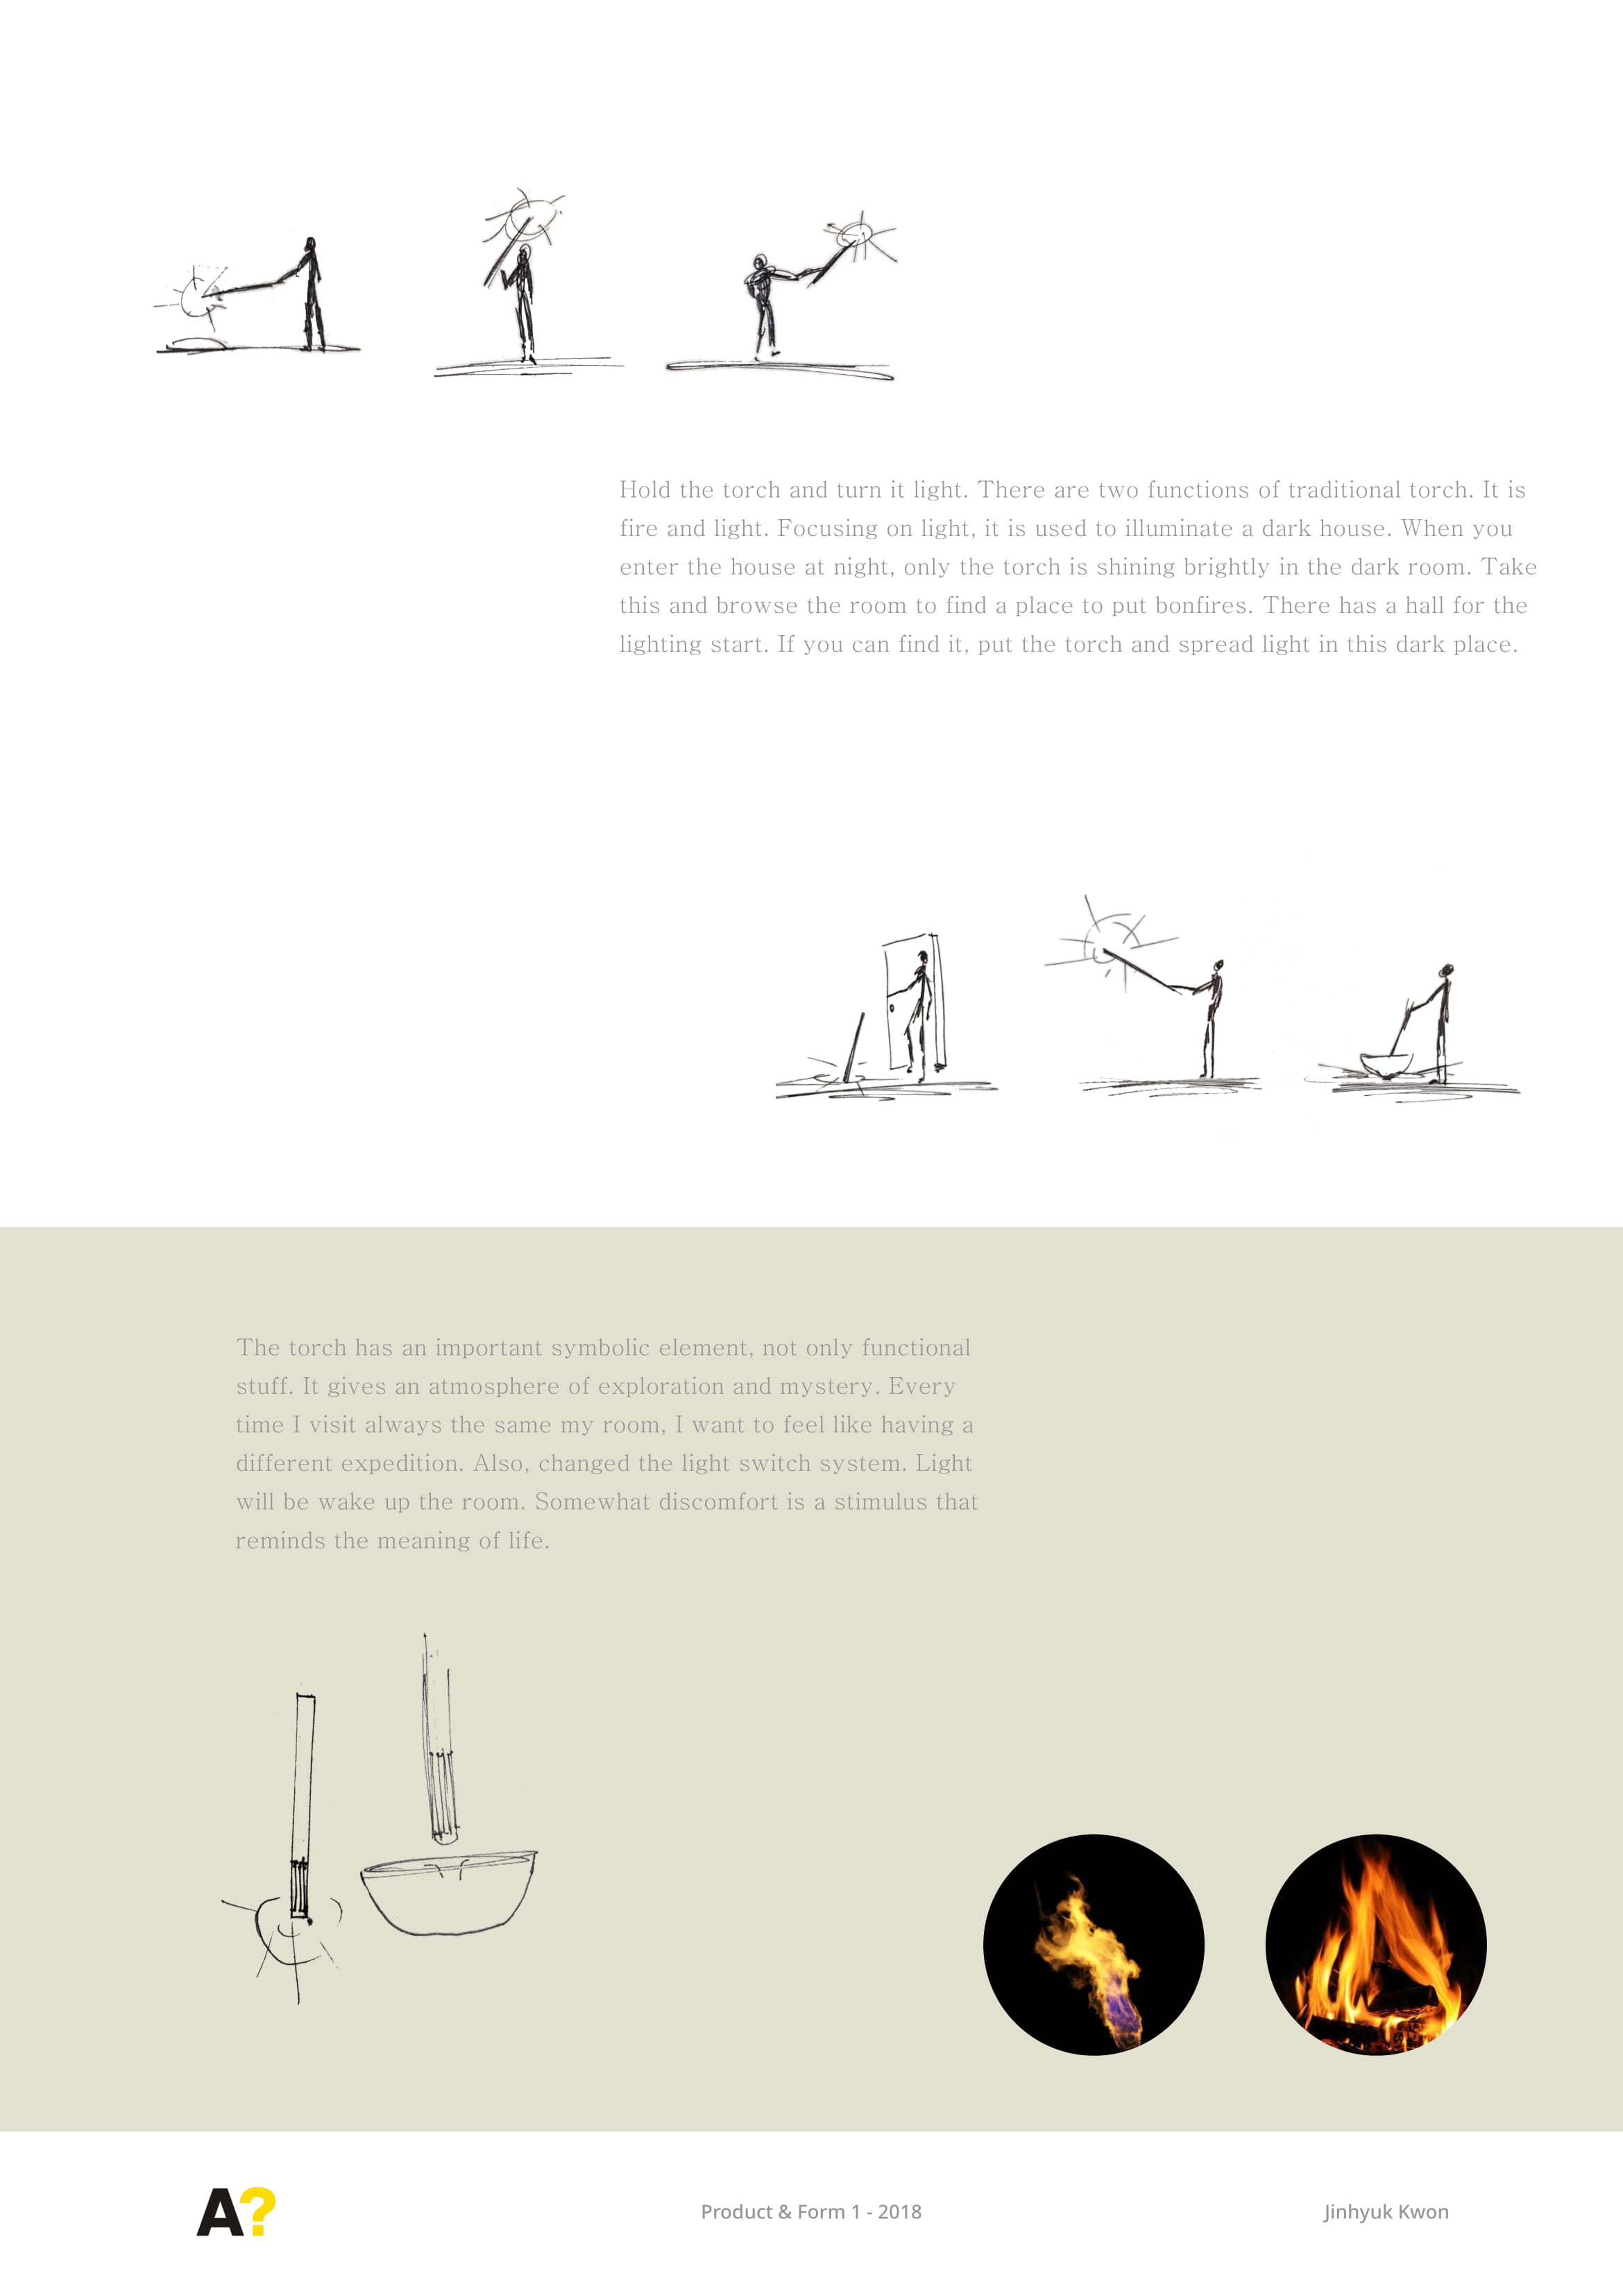 Hold the torch and turn it light. There are two functions of traditional torch. It is
fire and light. Focusing on light, it is used to illuminate a dark house. When you
enter the house at night, only the torch is shining brightly in the dark room. Take
this and browse the room to find a place to put bonfires. There has a hall for the
lighting start. If you can find it, put the torch and spread light in this dark place.
The torch has an important symbolic element, not only functional
stuff. It gives an atmosphere of exploration and mystery. Every
time I visit always the same my room, I want to feel like having a
different expedition. Also, changed the light switch system. Light
will be wake up the room. Somewhat discomfort is a stimulus that
reminds the meaning of life.
A?
Product & Form 1 - 2018
Jinhyuk Kwon